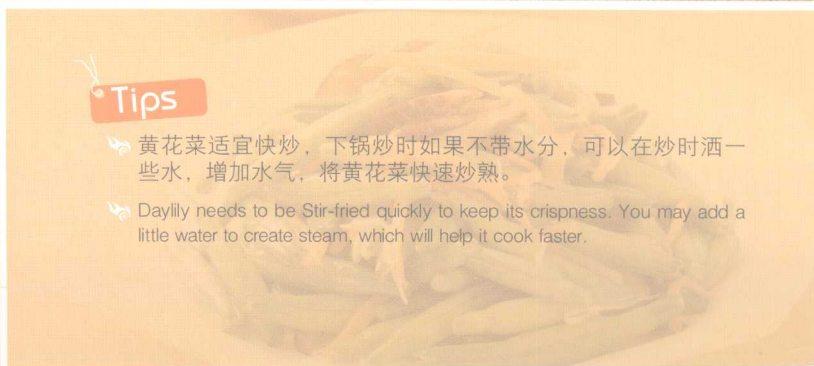 Tips
黄花菜适宜快炒，下锅炒时如果不带水分，可以在炒时洒一
些水，增加水气，将黄花菜快速炒熟。
Daylily needs to be Stir-fried quickly to keep its crispness. You may add a
little water to create steam, which will help it cook faster.